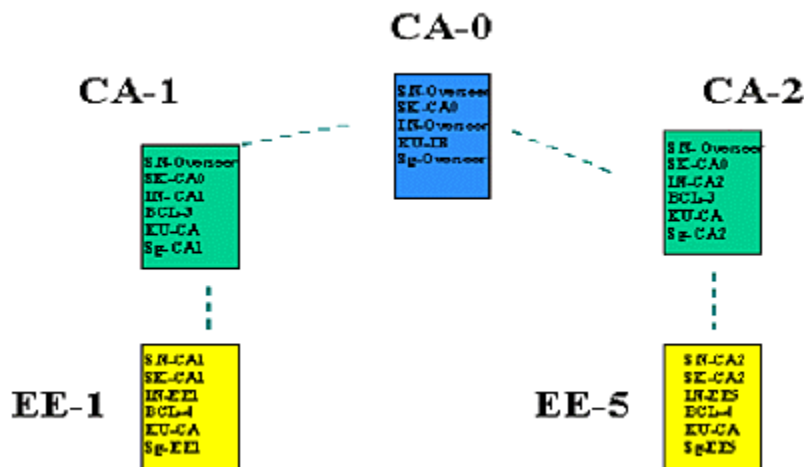 CA-0
CA-1
CA-2
SN-Overseer
SK-CA0
IN-Overseer
KU-IR
Sg-Overseer
SN-Overseer
SK-CA0
IN-CA1
BCL-3
KU-CA
Sg-CA1
SN-Overseer
SK-CA0
IN-CA2
BCL-3
KU-CA
Sg-CA2
EE-1
SN-CA1
SK-CA1
IN-EE1
BCL-4
KU-CA
Sg-EE1
EE-5
SN-CA2
SK-CA2
IN-EE5
BCL-4
KU-CA
Sg-EE5